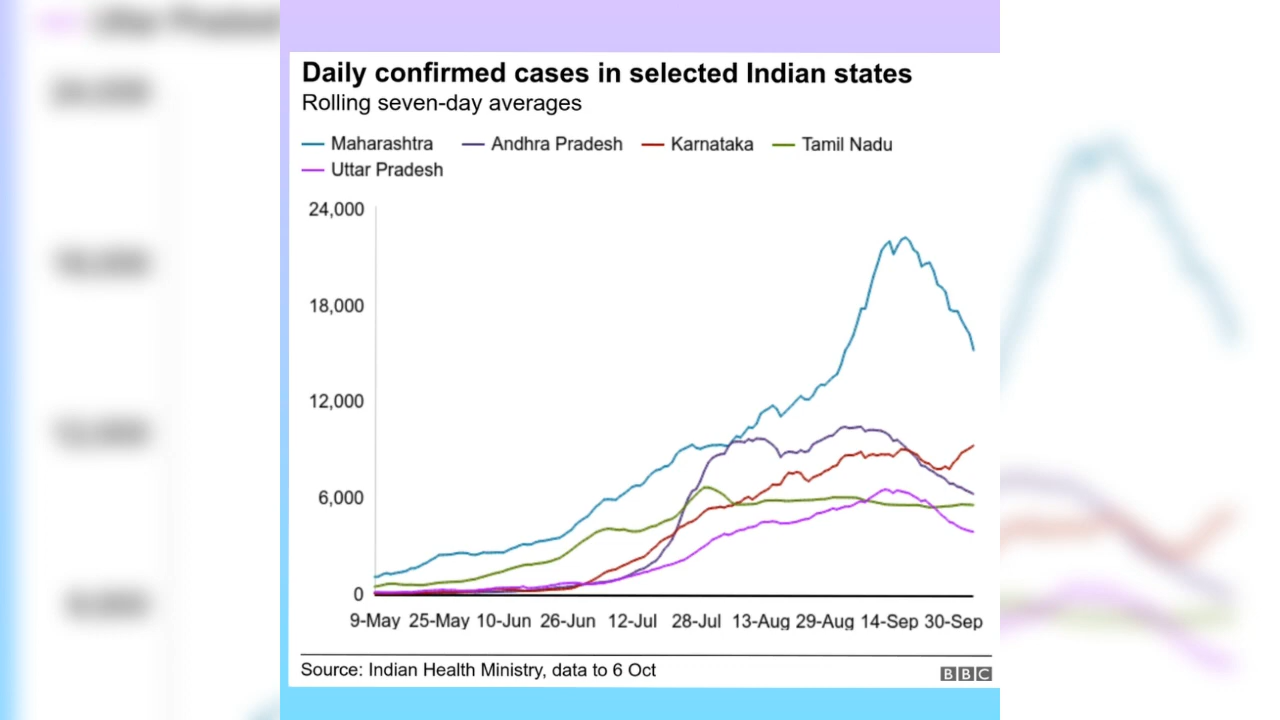 Daily confirmed cases in selected Indian states
Rolling seven-day averages
Maharashtra Andhra Pradesh Karnataka Tamil Nadu
Uttar Pradesh
24,000
18,000
12,000
6,000
0
9-May 25-May 10-Jun 26-Jun 12-Jul 28-Jul 13-Aug 29-Aug 14-Sep 30-Sep
Source: Indian Health Ministry, data to 6 Oct
BBC